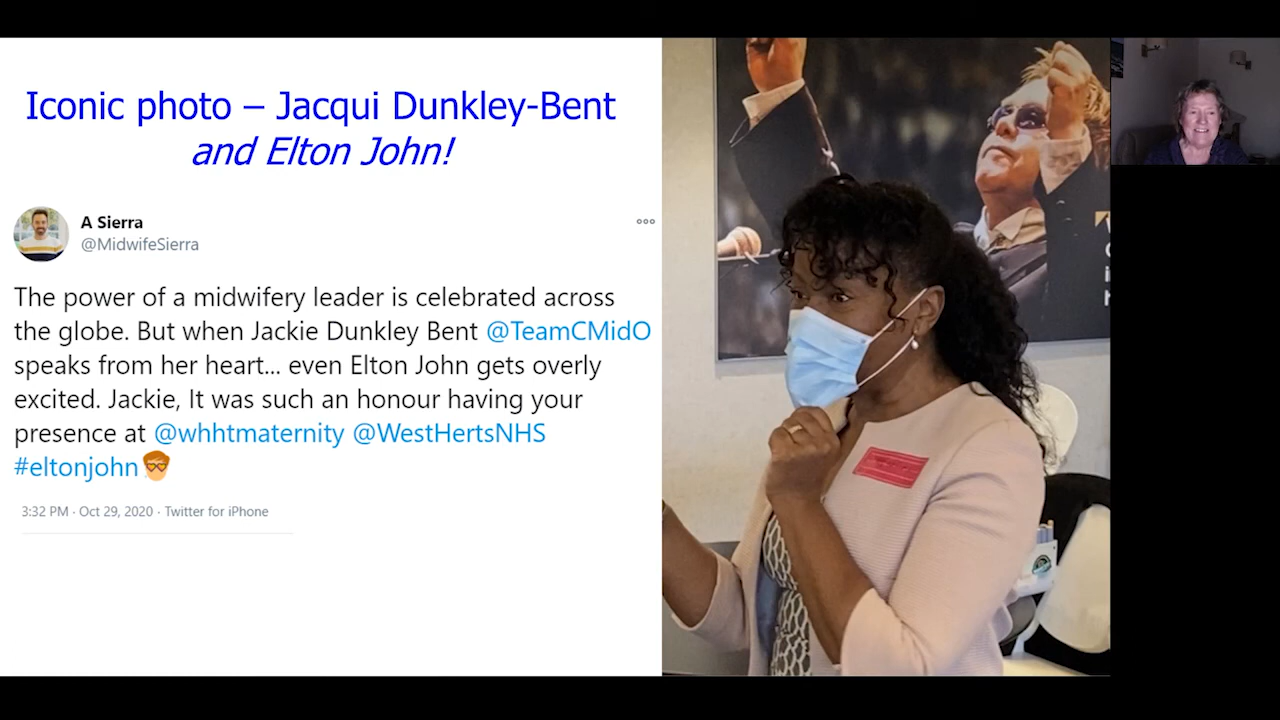 Iconic photo – Jacqui Dunkley-Bent
and Elton John!
A Sierra
@MidwifeSierra
The power of a midwifery leader is celebrated across
the globe. But when Jackie Dunkley Bent @TeamCMidO
speaks from her heart... even Elton John gets overly
excited. Jackie, It was such an honour having your
presence at @whhtmaternity @WestHertsNHS
#eltonjohn
3:32 PM · Oct 29, 2020 · Twitter for iPhone